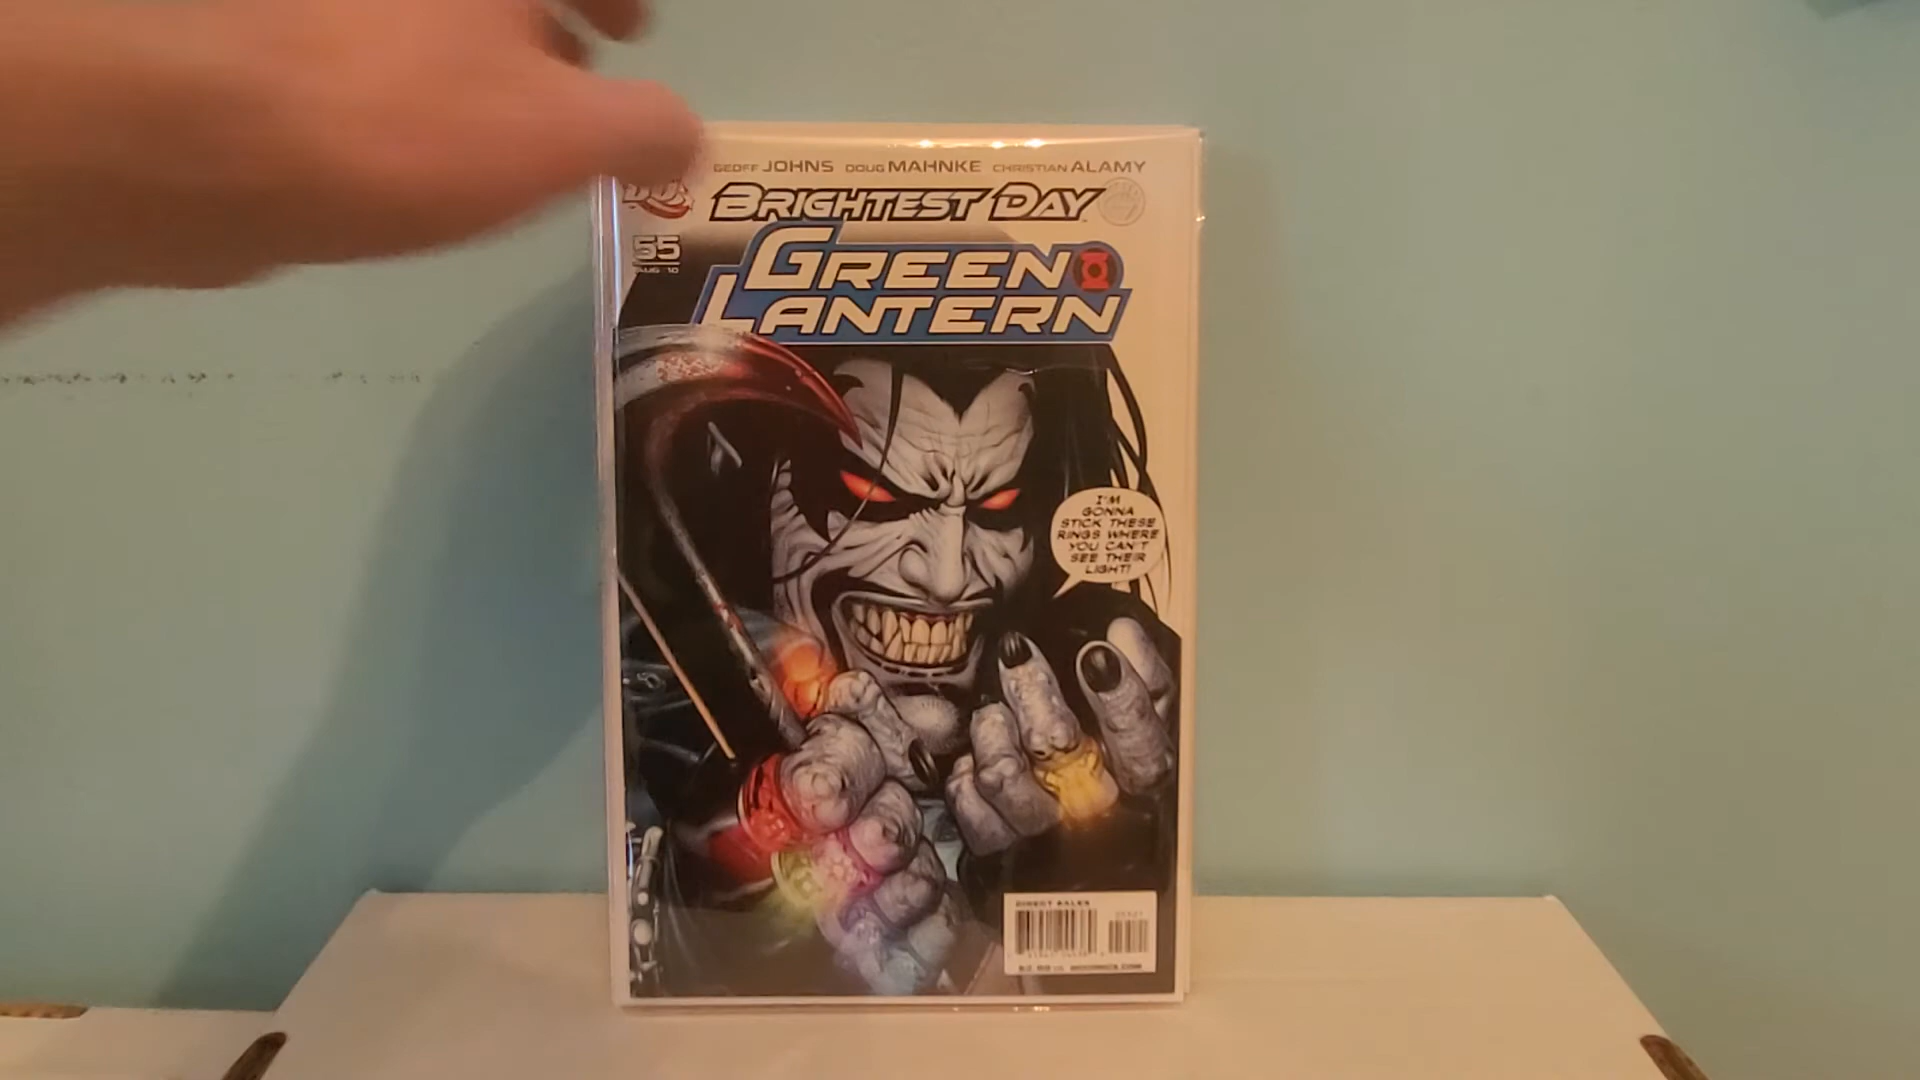 GEOFF JOHNS DOUG MAHNKE CHRISTIAN ALAMY
DC
BRIGHTEST DAY
55
AUG '10
GREEN
LANTERN
I'M
GONNA
STICK THESE
RINGS WHERE
YOU CAN'T
SEE THEIR
LIGHT!
DIRECT SALES